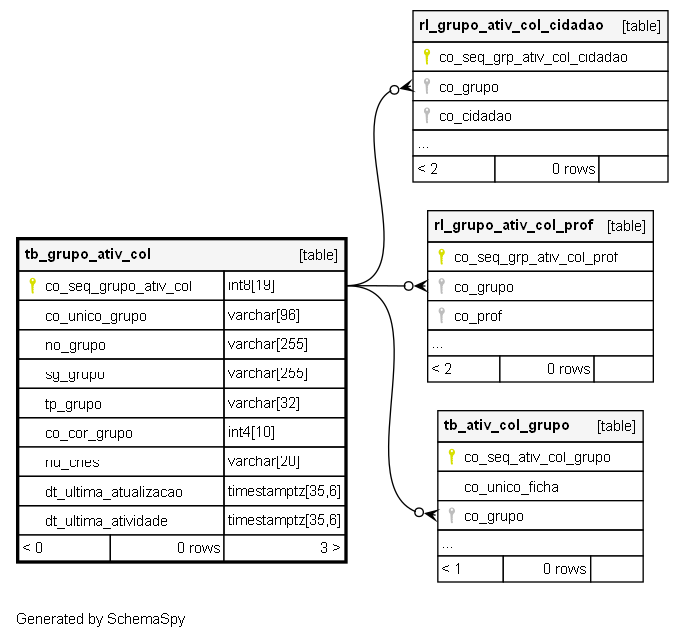 rl_grupo_ativ_col_cidadao [table]
co_seq_grp_ativ_col_cidadao
co_grupo
co_cidadao
...
< 2 0 rows
rl_grupo_ativ_col_prof [table]
co_seq_grp_ativ_col_prof
co_grupo
co_prof
...
< 2 0 rows
tb_grupo_ativ_col [table]
co_seq_grupo_ativ_col int8[19]
co_unico_grupo varchar[96]
no_grupo varchar[255]
sg_grupo varchar[255]
tp_grupo varchar[32]
co_cor_grupo int4[10]
nu_cnes varchar[20]
dt_ultima_atualizacao timestamptz[35,6]
dt_ultima_atividade timestamptz[35,6]
< 0 0 rows 3 >
tb_ativ_col_grupo [table]
co_seq_ativ_col_grupo
co_unico_ficha
co_grupo
...
< 1 0 rows
Generated by SchemaSpy